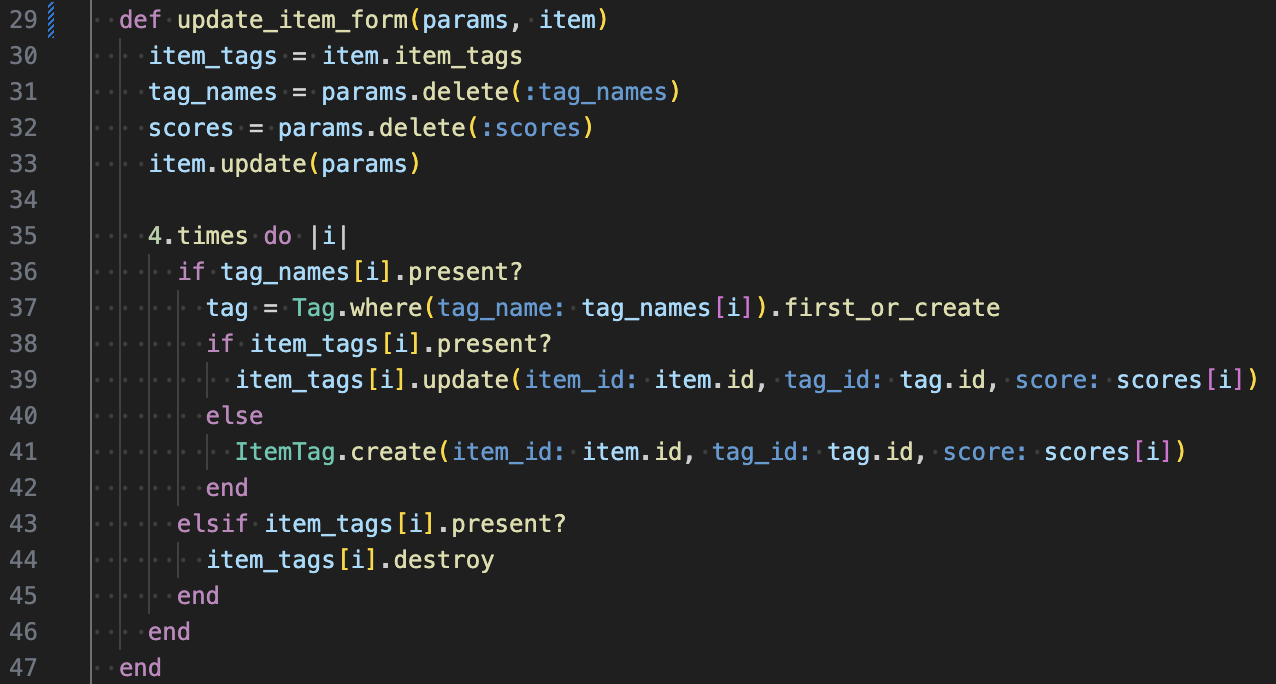 29 def update_item_form(params, item)
30 item_tags = item.item_tags
31 tag_names = params.delete(:tag_names)
32 scores = params.delete(:scores)
33 item.update(params)
34
35 4.times do |i|
36 if tag_names[i].present?
37 tag = Tag.where(tag_name: tag_names[i]).first_or_create
38 if item_tags[i].present?
39 item_tags[i].update(item_id: item.id, tag_id: tag.id, score: scores[i])
40 else
41 ItemTag.create(item_id: item.id, tag_id: tag.id, score: scores[i])
42 end
43 elsif item_tags[i].present?
44 item_tags[i].destroy
45 end
46 end
47 end